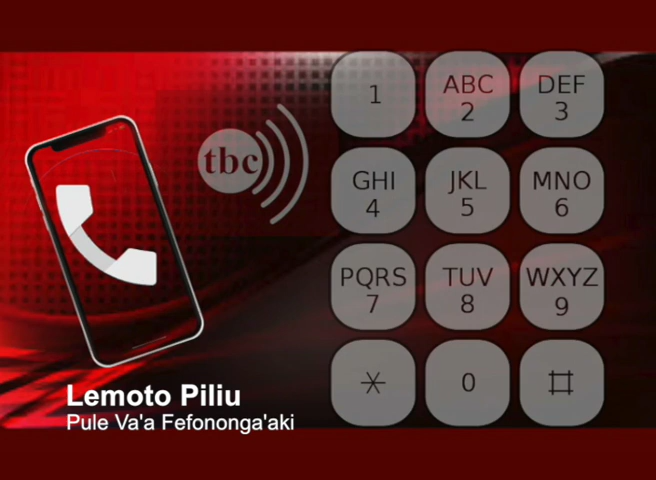 tbc
1
ABC
2
DEF
3
GHI
4
JKL
5
MNO
6
PQRS
7
TUV
8
WXYZ
9
*
0
#
Lemoto Piliu
Pule Va'a Fefononga'aki